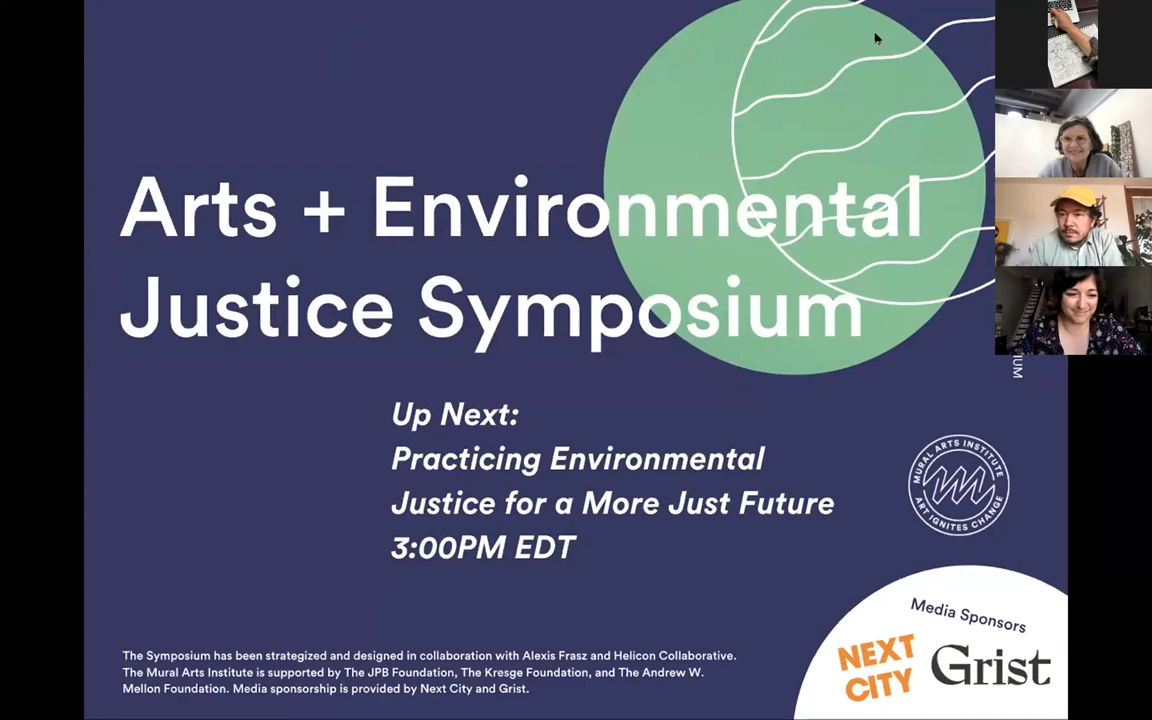 Arts + Environmental
Justice Symposium
IUM
Up Next:
Practicing Environmental
Justice for a More Just Future
3:00PM EDT
MURAL ARTS INSTITUTE
ART IGNITES CHANGE
Media Sponsors
NEXT
CITY
Grist
The Symposium has been strategized and designed in collaboration with Alexis Frasz and Helicon Collaborative.
The Mural Arts Institute is supported by The JPB Foundation, The Kresge Foundation, and The Andrew W.
Mellon Foundation. Media sponsorship is provided by Next City and Grist.